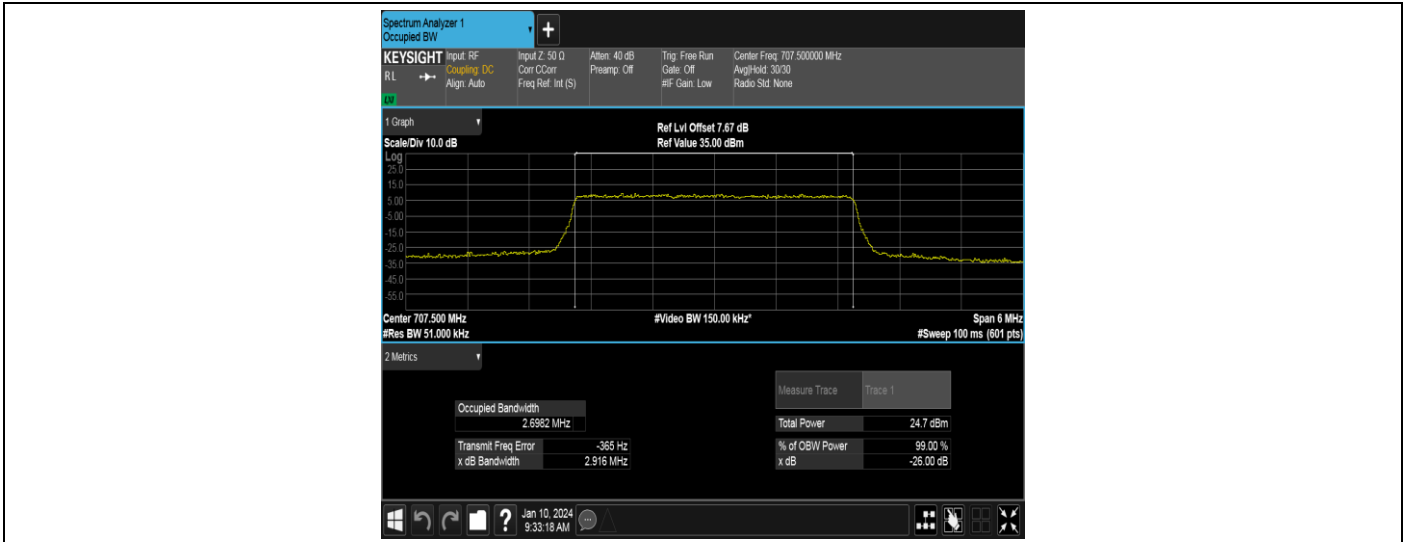 Spectrum Analyzer 1
Occupied BW
+
KEYSIGHT Input: RF Input Z: 50 Ω Atten: 40 dB Trig: Free Run Center Freq: 707.500000 MHz
Coupling: DC Corr CCorr Preamp: Off Gate: Off Avg|Hold: 30/30
RL Align: Auto Freq Ref: Int (S) #IF Gain: Low Radio Std: None
LXI
1 Graph
Ref Lvl Offset 7.67 dB
Scale/Div 10.0 dB Ref Value 35.00 dBm
Log
25.0
15.0
5.00
-5.00
-15.0
-25.0
-35.0
-45.0
-55.0
Center 707.500 MHz #Video BW 150.00 kHz* Span 6 MHz
#Res BW 51.000 kHz #Sweep 100 ms (601 pts)
2 Metrics
Measure Trace Trace 1
Occupied Bandwidth
2.6982 MHz Total Power 24.7 dBm
Transmit Freq Error -365 Hz % of OBW Power 99.00 %
x dB Bandwidth 2.916 MHz x dB -26.00 dB
? Jan 10, 2024
9:33:18 AM